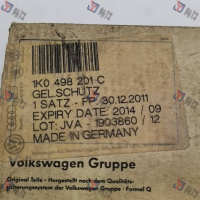 1K0 498 201 C
GELSCHUTZ
1 SATZ - FP 30.12.2011
EXPIRY DATE: 2014 / 09
LOT: JVA - 1903860 / 12
MADE IN GERMANY
Volkswagen Gruppe
Original Teile - Hergestellt nach dem Qualitäts-
sicherungssystem der Volkswagen Gruppe - Formel Q